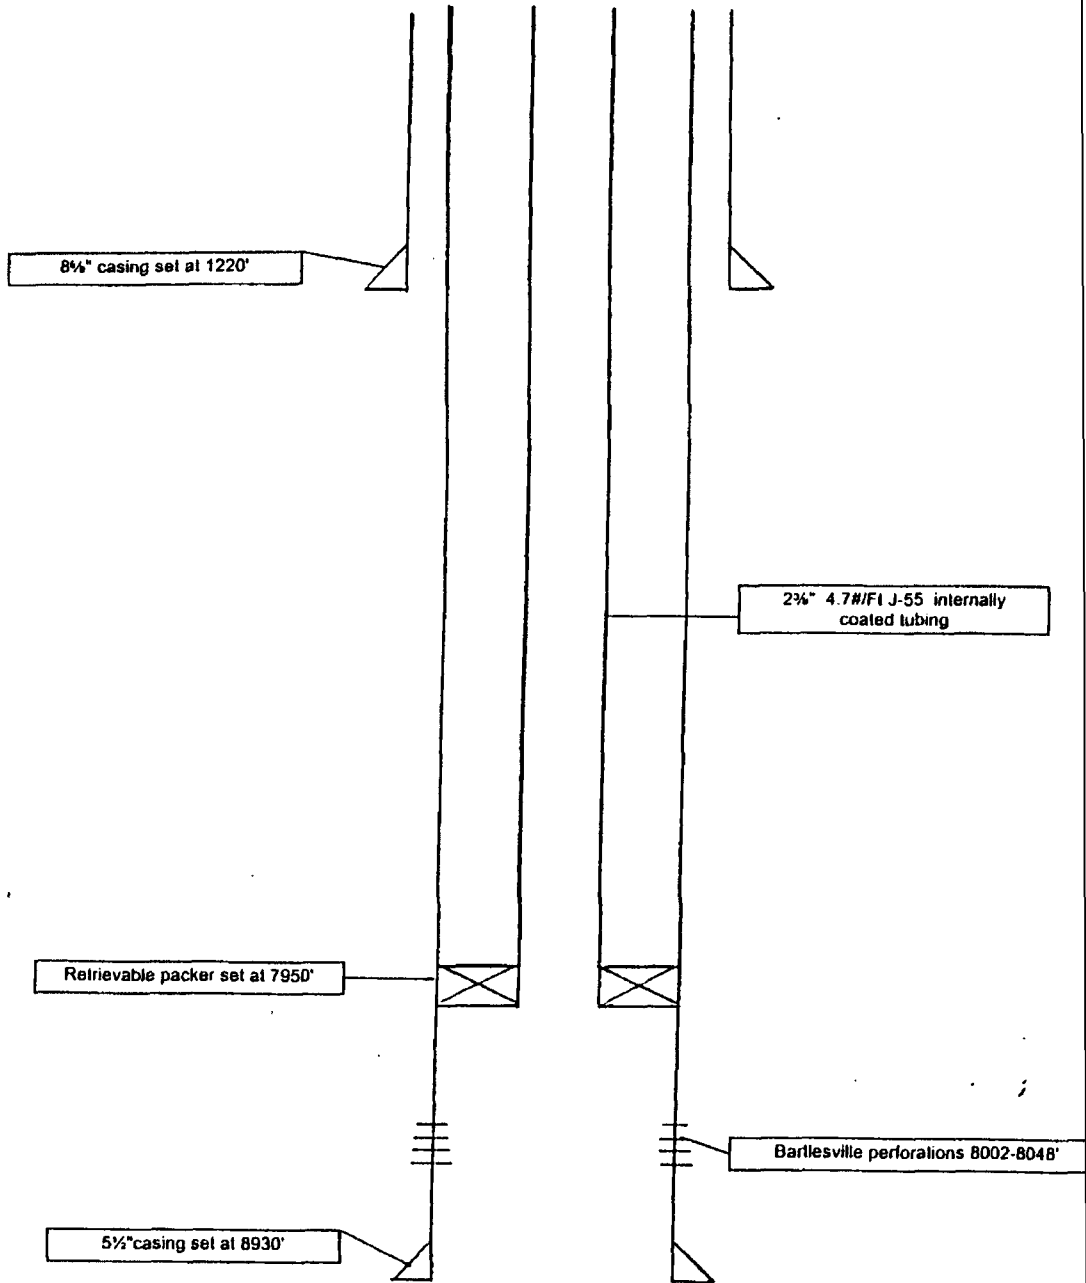 8⅝" casing set at 1220'
2⅜" 4.7#/Ft J-55 internally
coated tubing
Retrievable packer set at 7950'
Bartlesville perforations 8002-8048'
5½"casing set at 8930'